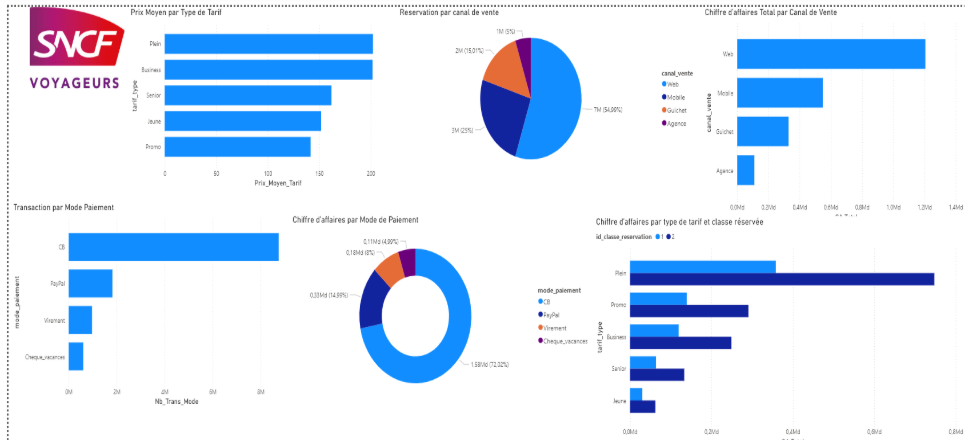 SNCF
VOYAGEURS
Prix Moyen par Type de Tarif
tarif_type
Plein
Business
Senior
Jeune
Promo
0
50
100
150
200
Prix_Moyen_Tarif
Reservation par canal de vente
1M (5%)
2M (15,01%)
3M (25%)
7M (54,99%)
canal_vente
Web
Mobile
Guichet
Agence
Chiffre d'affaires Total par Canal de Vente
canal_vente
Web
Mobile
Guichet
Agence
0,0Md
0,2Md
0,4Md
0,6Md
0,8Md
1,0Md
1,2Md
1,4Md
Transaction par Mode Paiement
mode_paiement
CB
PayPal
Virement
Cheque_vacances
0M
2M
4M
6M
8M
Nb_Trans_Mode
Chiffre d'affaires par Mode de Paiement
0,11Md (4,99%)
0,18Md (8%)
0,33Md (14,99%)
1,58Md (72,02%)
mode_paiement
CB
PayPal
Virement
Cheque_vacances
Chiffre d'affaires par type de tarif et classe réservée
id_classe_reservation 1 2
tarif_type
Plein
Promo
Business
Senior
Jeune
0,0Md
0,2Md
0,4Md
0,6Md
0,8Md